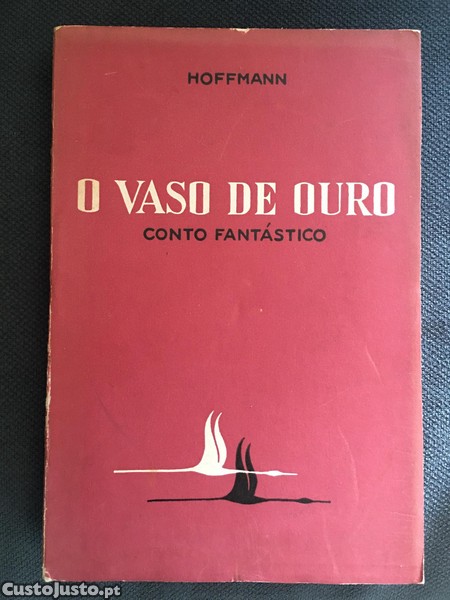 HOFFMANN
O VASO DE OURO
CONTO FANTÁSTICO
CustoJusto.pt